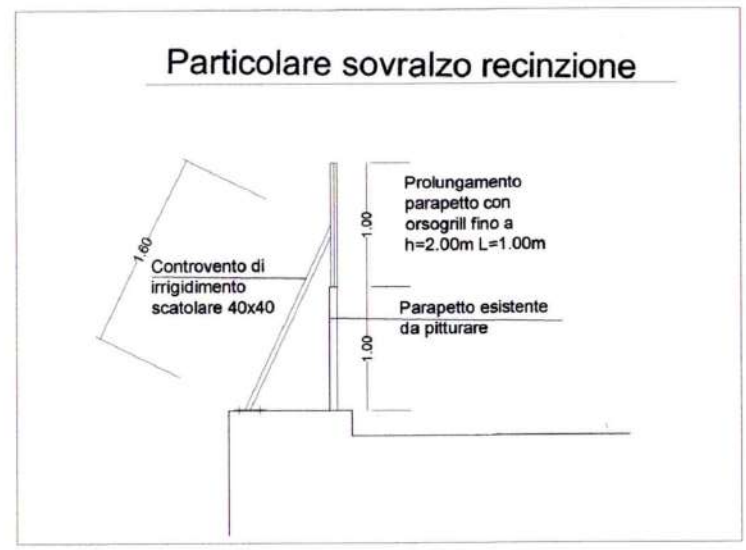 Particolare sovralzo recinzione
1.60
Controvento di
irrigidimento
scatolare 40x40
1.00
Prolungamento
parapetto con
orsogrill fino a
h=2.00m L=1.00m
1.00
Parapetto esistente
da pitturare